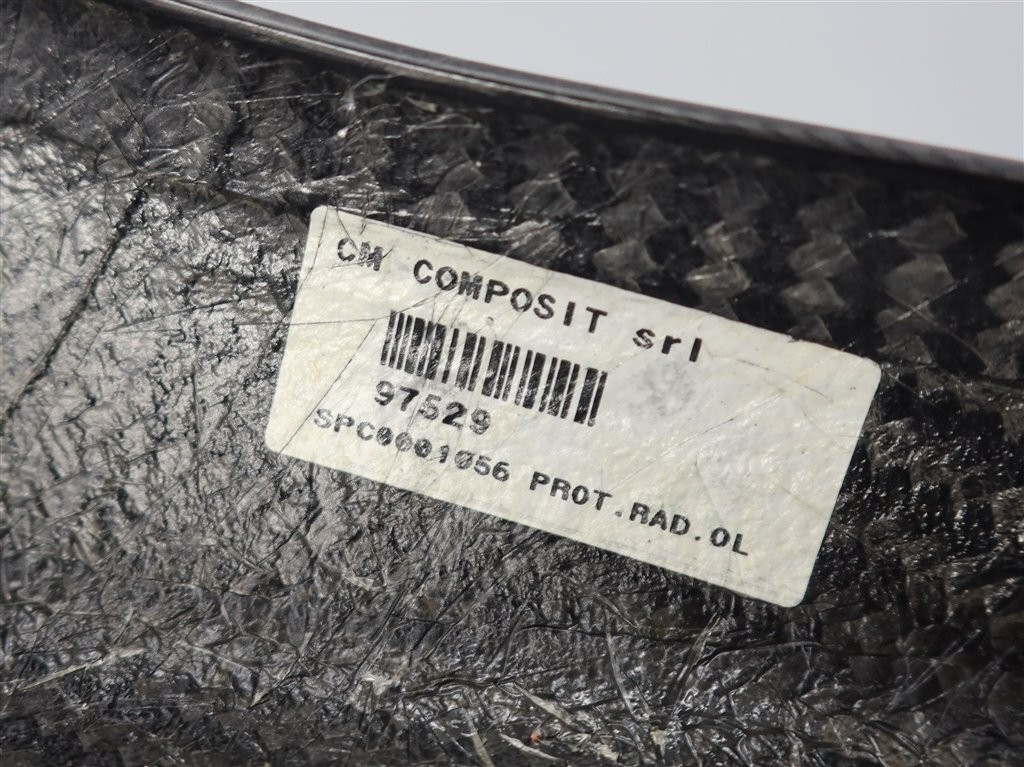 CM COMPOSIT srl
97529
SPC0001056 PROT.RAD.OL